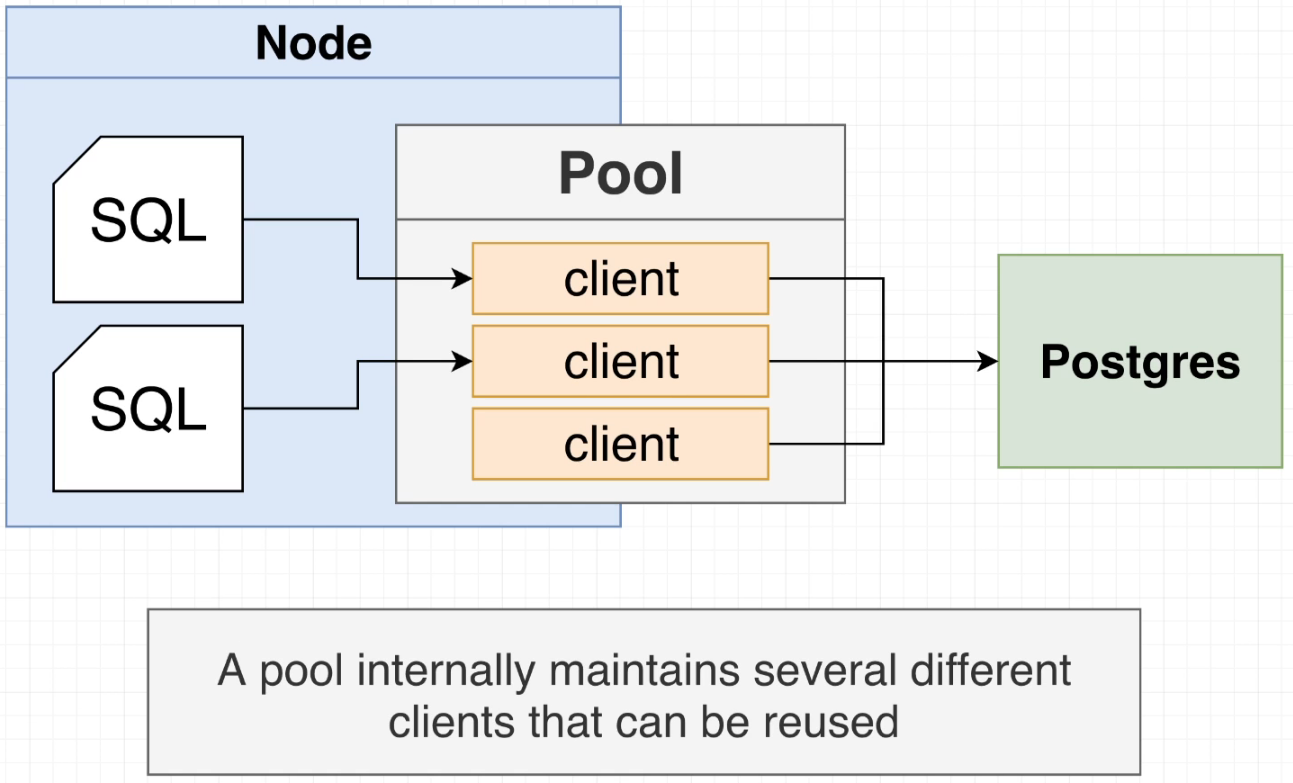 Node
Pool
SQL
client
client
SQL
client
Postgres
A pool internally maintains several different
clients that can be reused